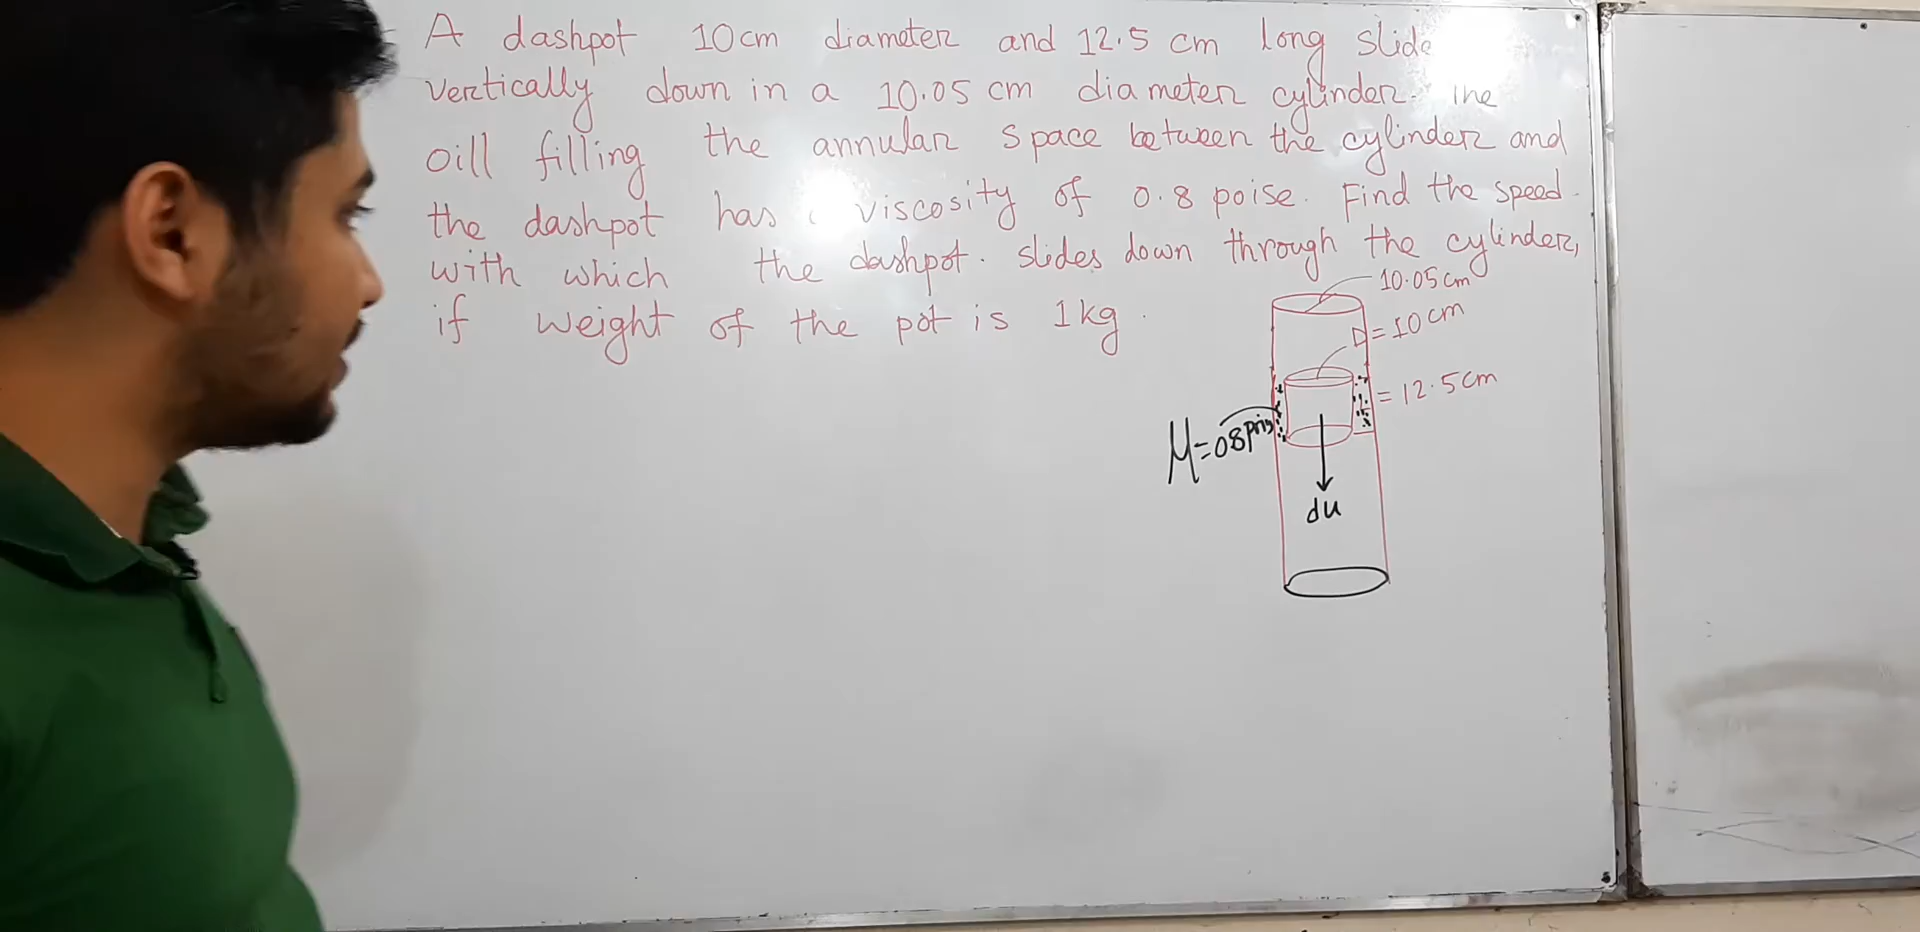 A dashpot 10cm diameter and 12.5 cm long slide
vertically down in a 10.05 cm diameter cylinder. The
oill filling the annular space between the cylinder and
the dashpot has viscosity of 0.8 poise. Find the speed
with which the dashpot. slides down through the cylinder,
if weight of the pot is 1kg.
10.05cm
D=10cm
= 12.5cm
M=08
du